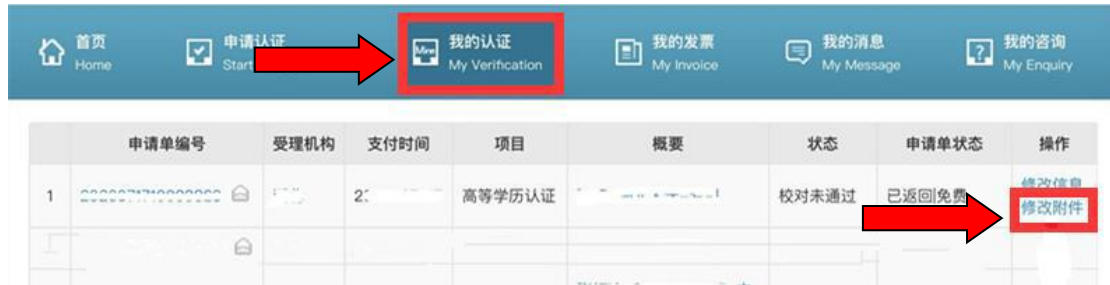 首页
Home
申请认证
Start
Mine
我的认证
My Verification
我的发票
My Invoice
我的消息
My Message
?
我的咨询
My Enquiry
申请单编号 受理机构 支付时间 项目 概要 状态 申请单状态 操作
1 高等学历认证 校对未通过 已返回免费 修改信息
修改附件